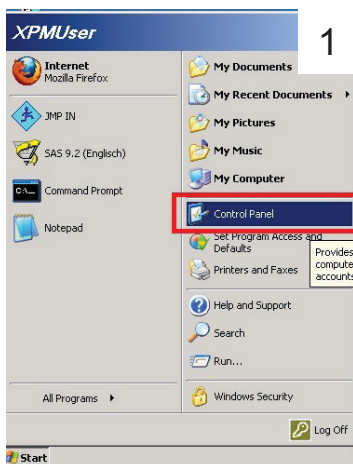 XPMUser
1
Internet
Mozilla Firefox
JMP IN
SAS 9.2 (Englisch)
Command Prompt
Notepad
All Programs
My Documents
My Recent Documents
My Pictures
My Music
My Computer
Control Panel
Set Program Access and
Defaults
Provides
compute
accounts
Printers and Faxes
Help and Support
Search
Run...
Windows Security
Log Off
Start